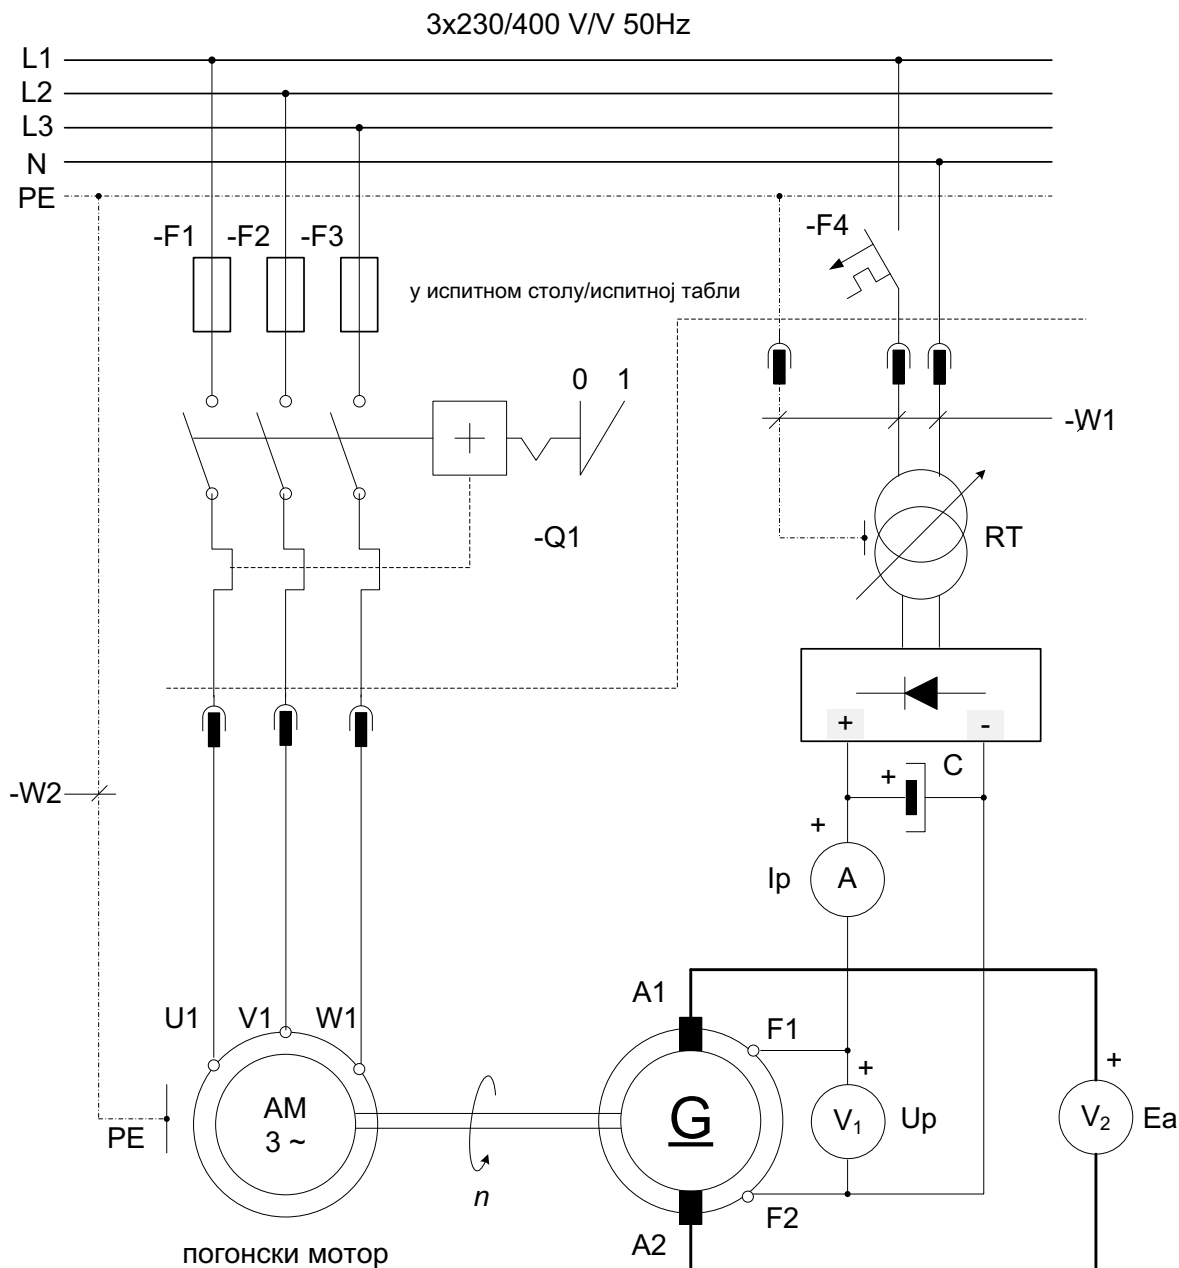 3x230/400 V/V 50Hz
L1
L2
L3
N
PE
-F1
-F2
-F3
-F4
у испитном столу/испитној табли
0 1
-W1
-Q1
RT
+ -
C
+
-W2
+
Ip
A
A1
U1
V1
W1
F1
+
+
AM
3 ~
G
V1
Up
V2
Ea
PE
n
F2
A2
погонски мотор